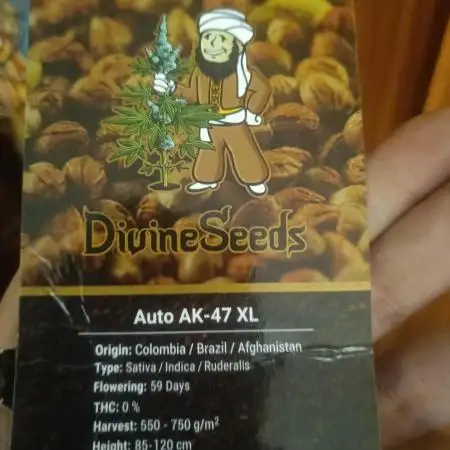 DivineSeeds
Auto AK-47 XL
Origin: Colombia / Brazil / Afghanistan
Type: Sativa / Indica / Ruderalis
Flowering: 59 Days
THC: 0 %
Harvest: 550 - 750 g/m²
Height: 85-120 cm